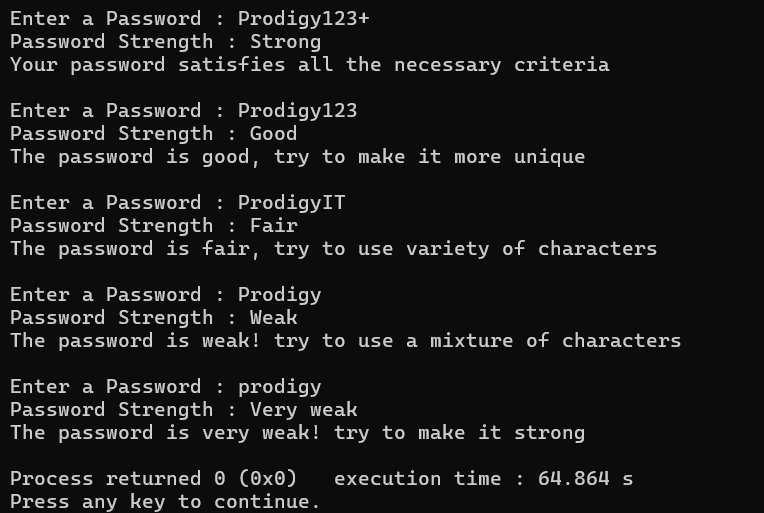 Enter a Password : Prodigy123+
Password Strength : Strong
Your password satisfies all the necessary criteria
Enter a Password : Prodigy123
Password Strength : Good
The password is good, try to make it more unique
Enter a Password : ProdigyIT
Password Strength : Fair
The password is fair, try to use variety of characters
Enter a Password : Prodigy
Password Strength : Weak
The password is weak! try to use a mixture of characters
Enter a Password : prodigy
Password Strength : Very weak
The password is very weak! try to make it strong
Process returned 0 (0x0)   execution time : 64.864 s
Press any key to continue.